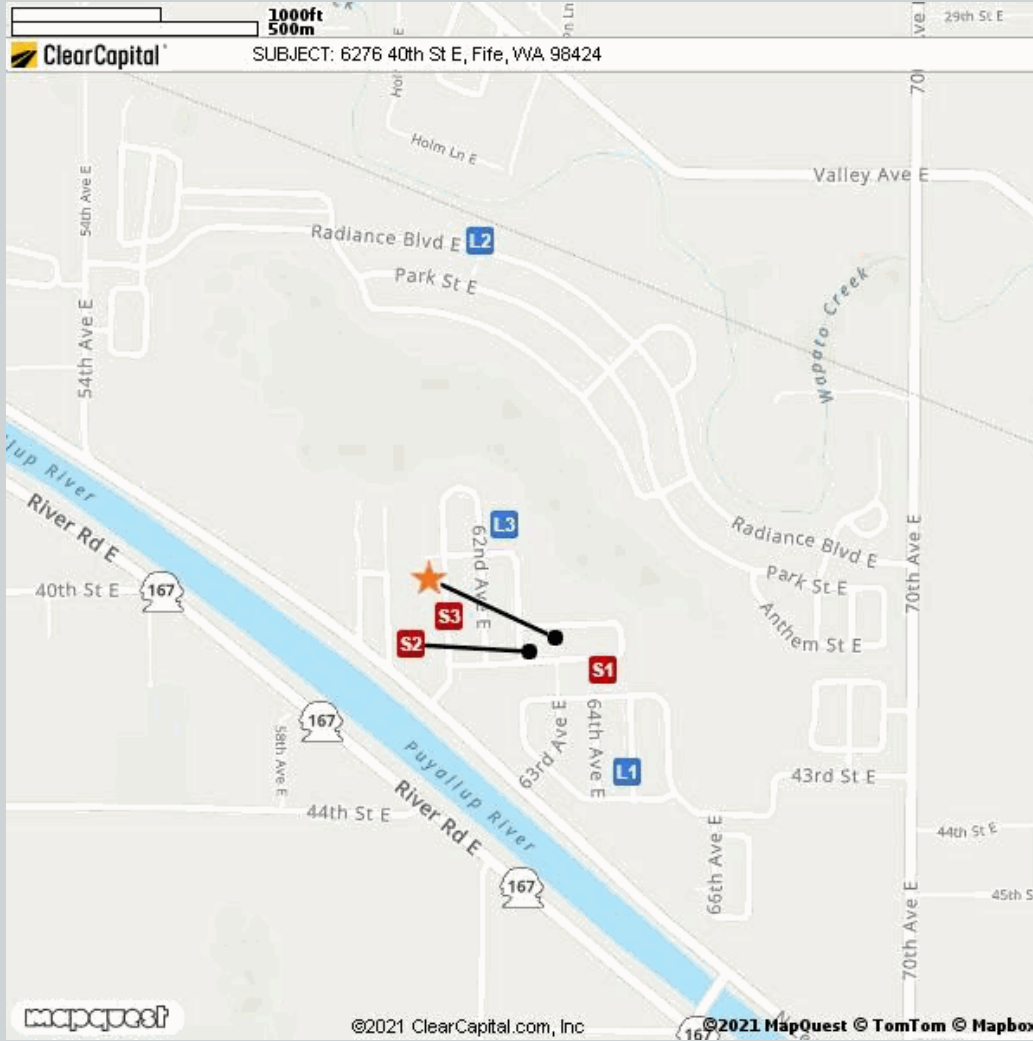 1000ft
500m
29th St E
ClearCapital
SUBJECT: 6276 40th St E, Fife, WA 98424
Holm Ln E
Valley Ave E
54th Ave E
Radiance Blvd E
L2
Park St E
Wapato Creek
54th Ave E
River Rd E
L3
62nd Ave E
Radiance Blvd E
70th Ave E
40th St E
167
Park St E
S3
Anthem St E
S2
S1
167
58th Ave E
Puyallup River
63rd Ave E
64th Ave E
L1
43rd St E
River Rd E
44th St E
66th Ave E
44th St E
167
70th Ave E
mapquest
©2021 ClearCapital.com, Inc
167
©2021 MapQuest © TomTom © Mapbox